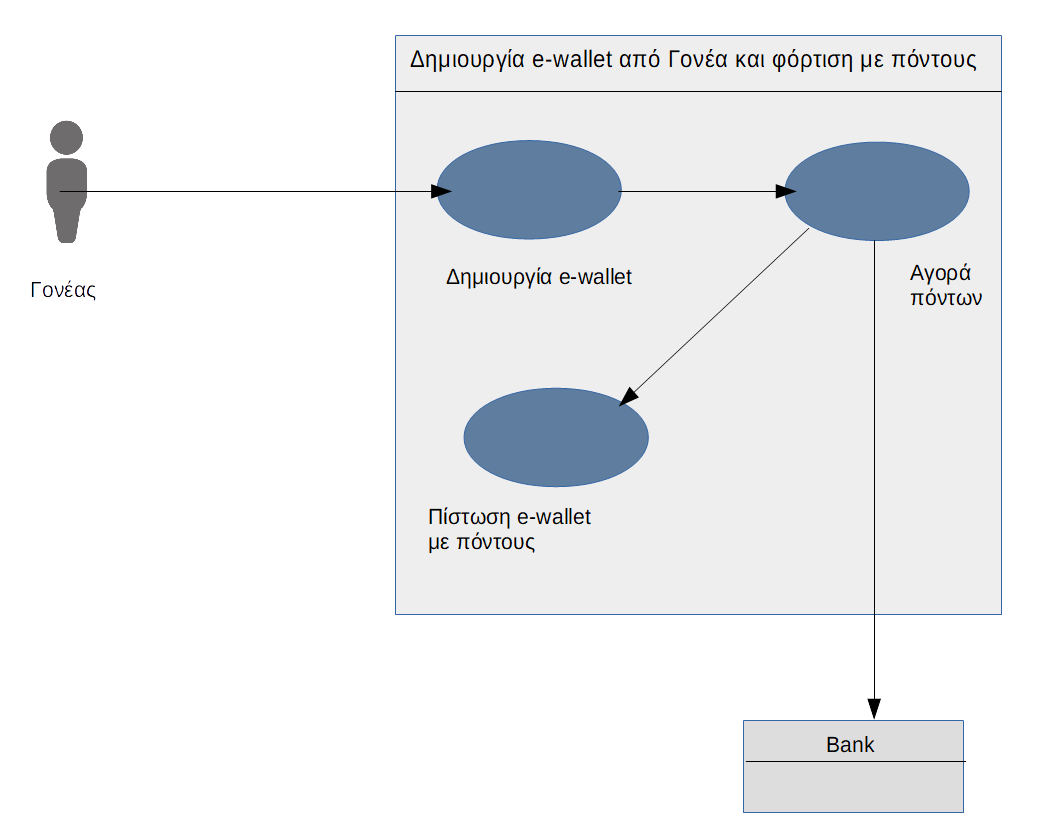 Δημιουργία e-wallet από Γονέα και φόρτιση με πόντους
Γονέας
Δημιουργία e-wallet
Αγορά
πόντων
Πίστωση e-wallet
με πόντους
Bank